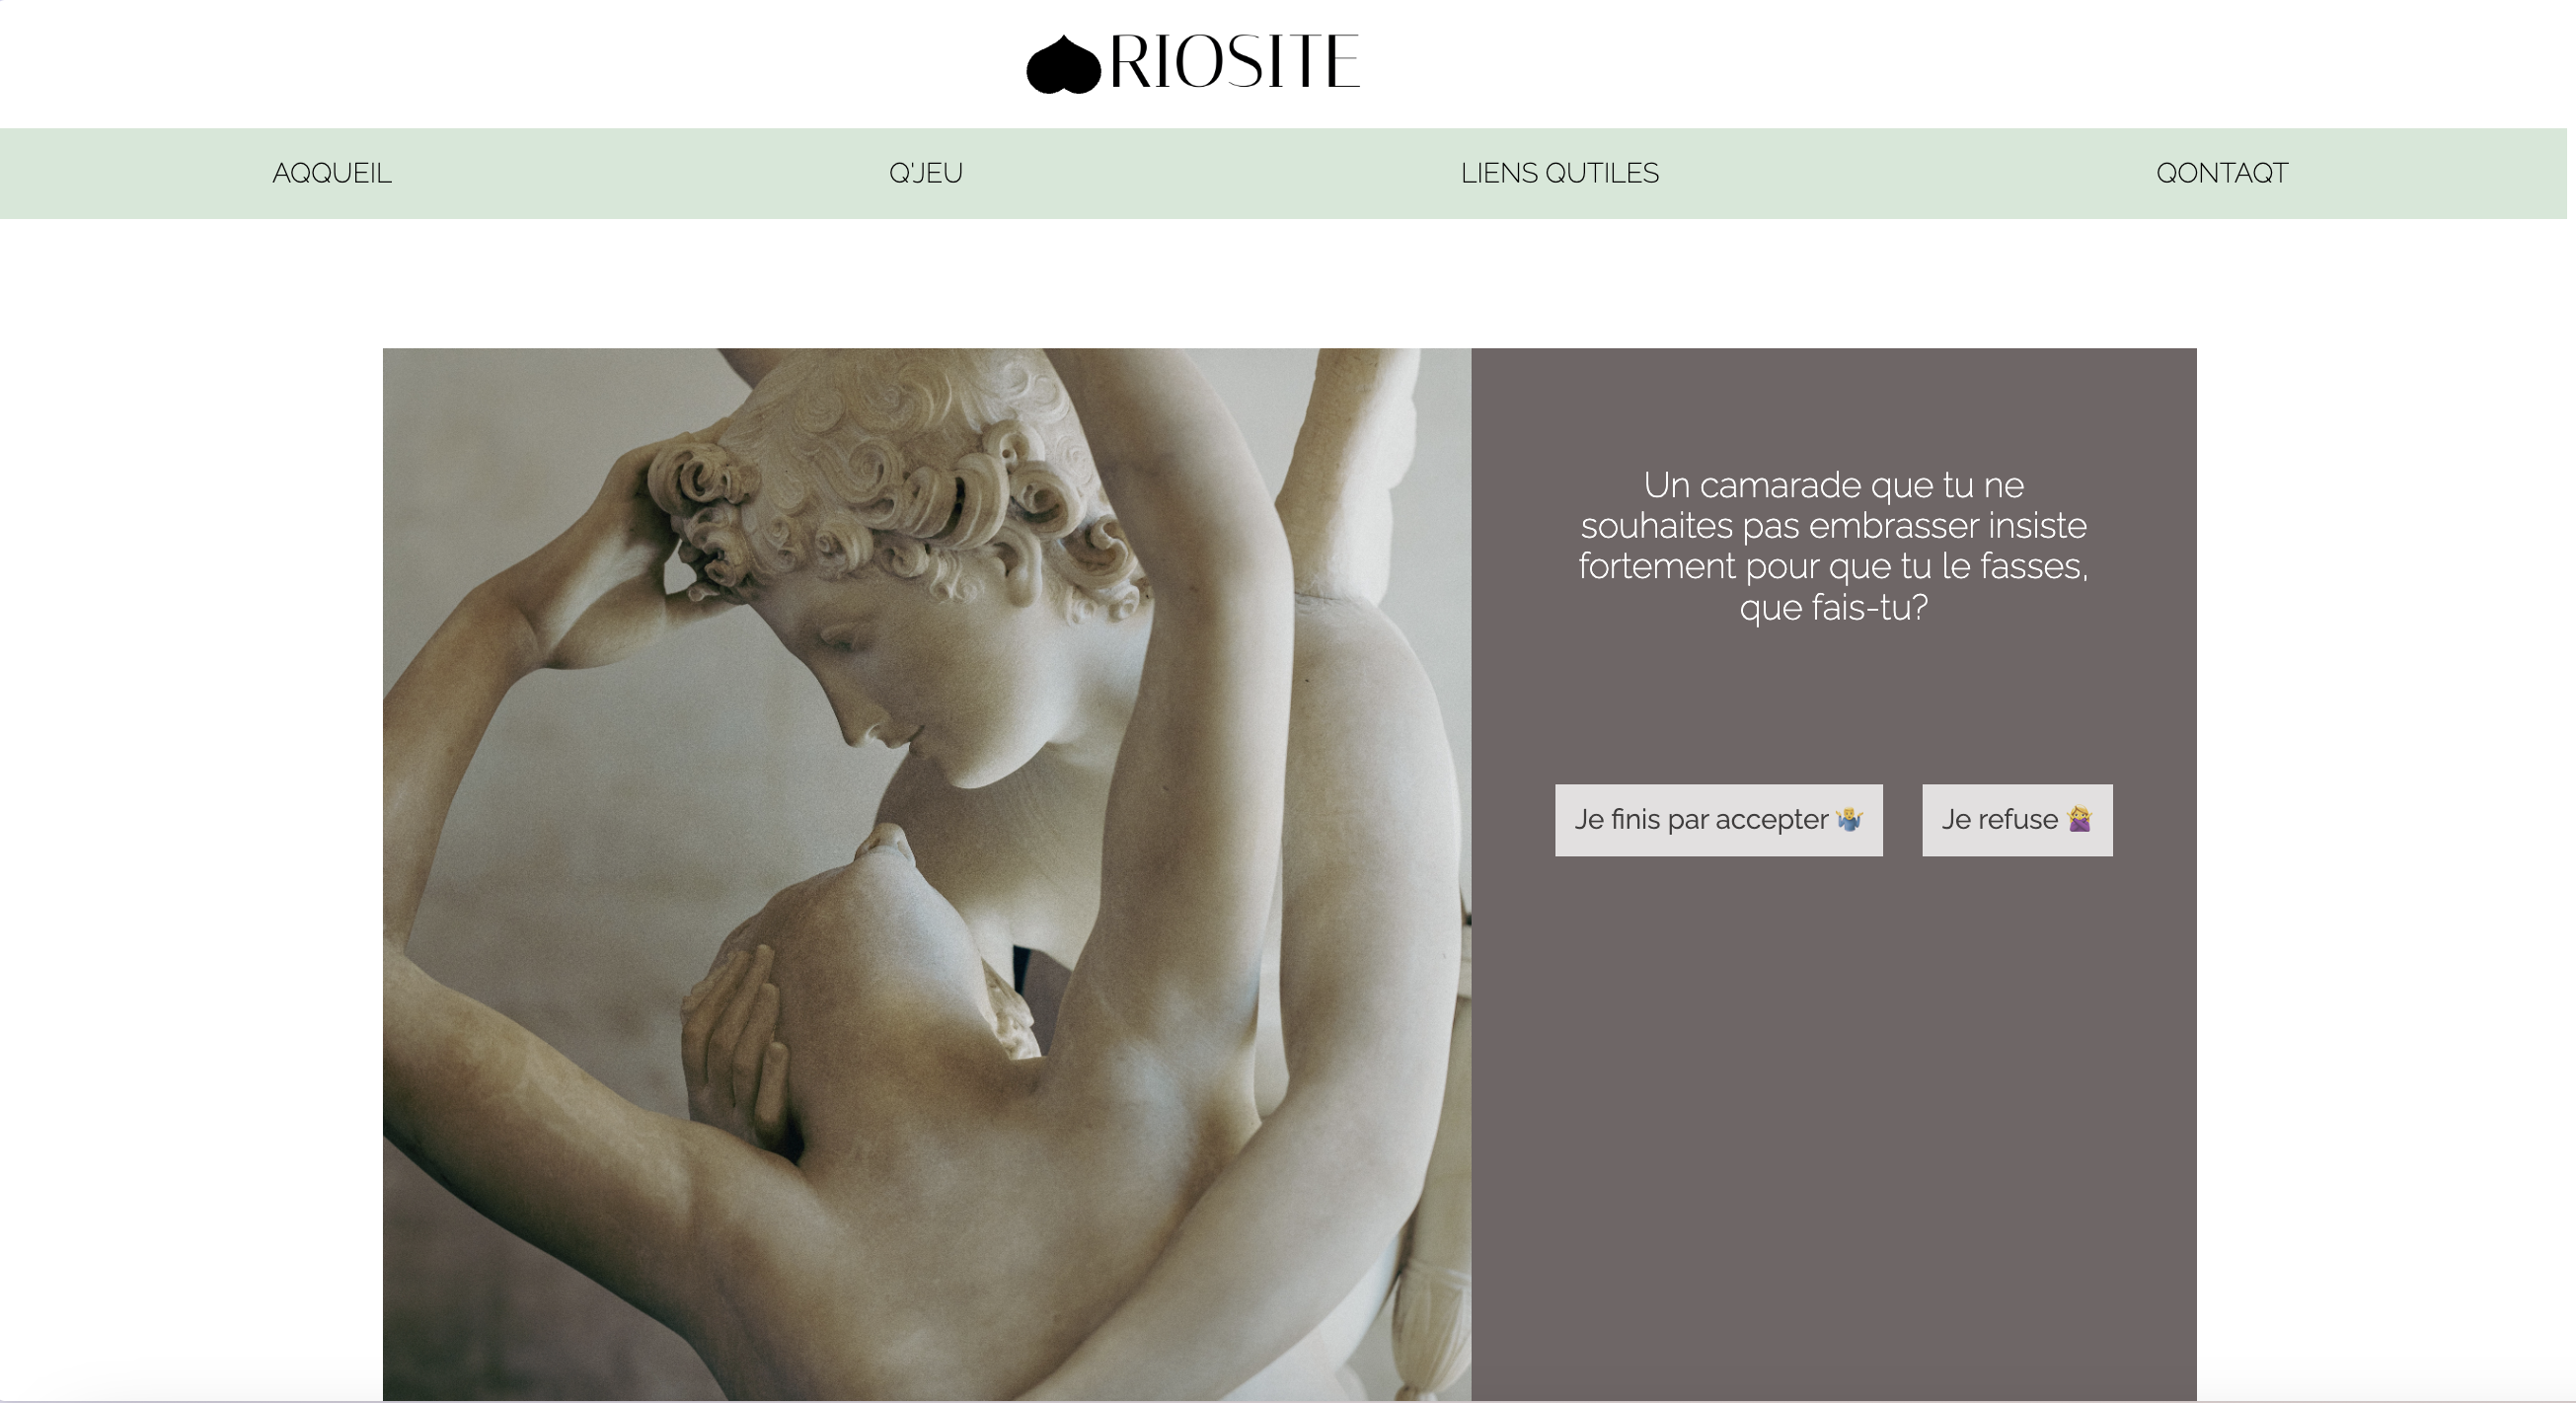 RIOSITE
AQQUEIL
Q'JEU
LIENS QUTILES
QONTAQT
Un camarade que tu ne
souhaites pas embrasser insiste
fortement pour que tu le fasses,
que fais-tu?
Je finis par accepter 🤷‍♂️
Je refuse 🙅‍♀️